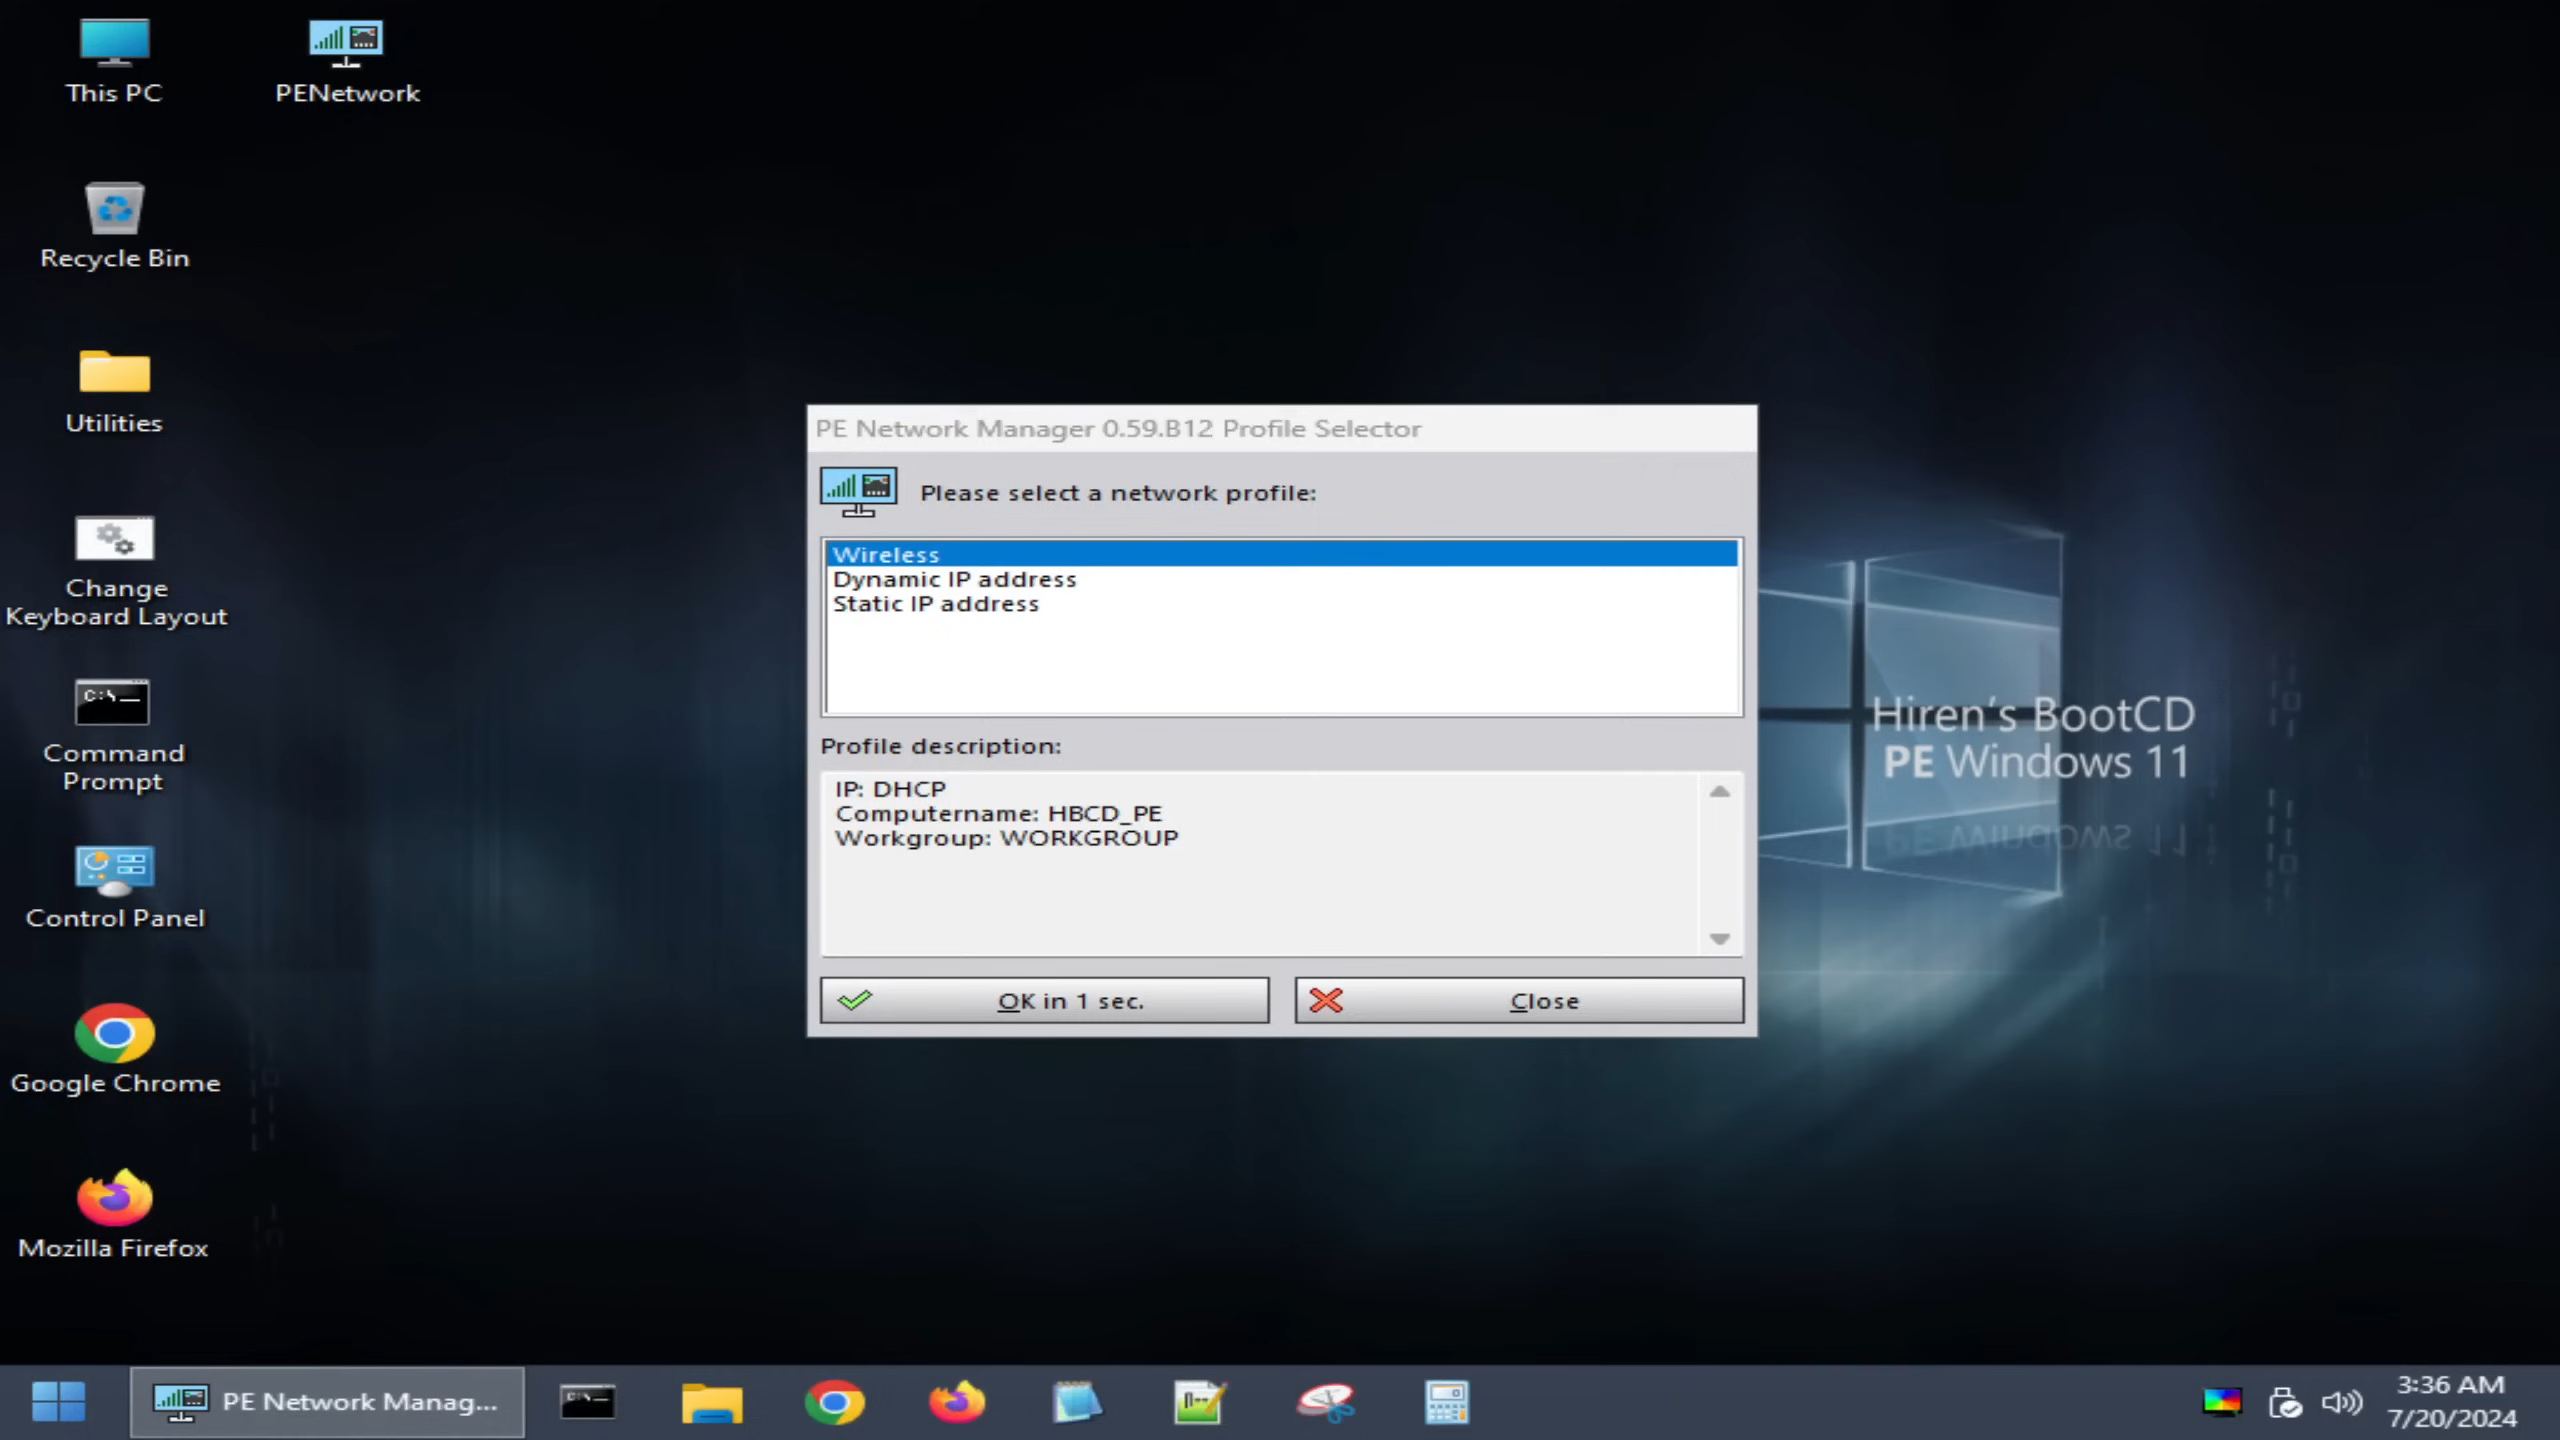 This PC
PENetwork
Recycle Bin
Utilities
Change
Keyboard Layout
C:\
Command
Prompt
Control Panel
Google Chrome
Mozilla Firefox
PE Network Manager 0.59.B12 Profile Selector
Please select a network profile:
Wireless
Dynamic IP address
Static IP address
Profile description:
IP: DHCP
Computername: HBCD_PE
Workgroup: WORKGROUP
OK in 1 sec.
Close
Hiren's BootCD
PE Windows 11
PE Windows 11
PE Network Manag...
3:36 AM
7/20/2024